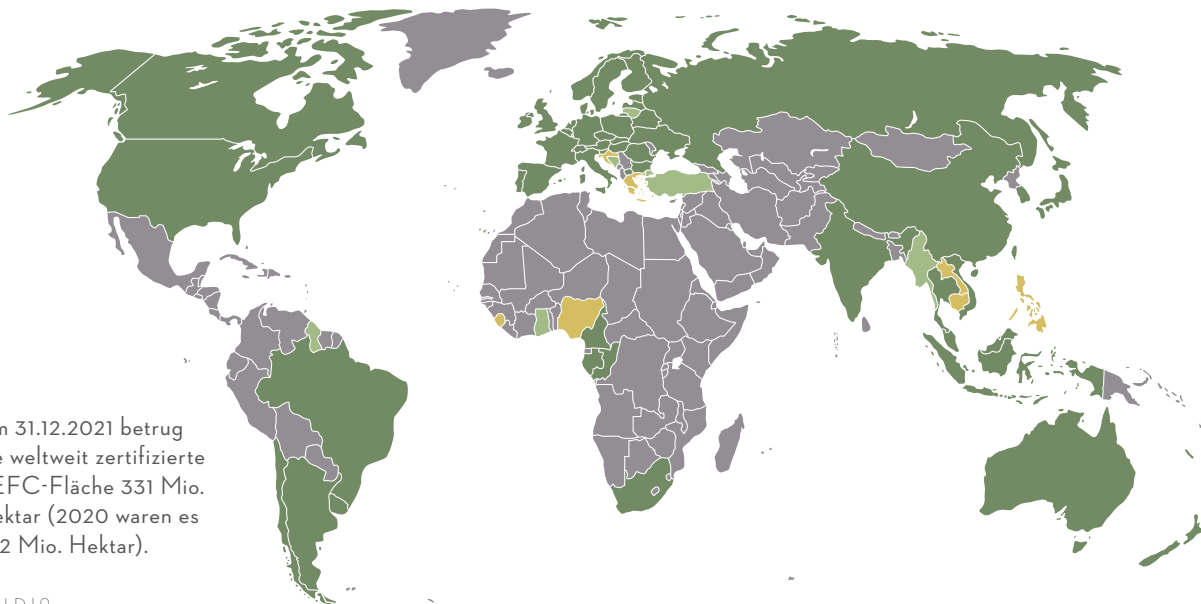 m 31.12.2021 betrug
e weltweit zertifizierte
EFC-Fläche 331 Mio.
ektar (2020 waren es
2 Mio. Hektar).